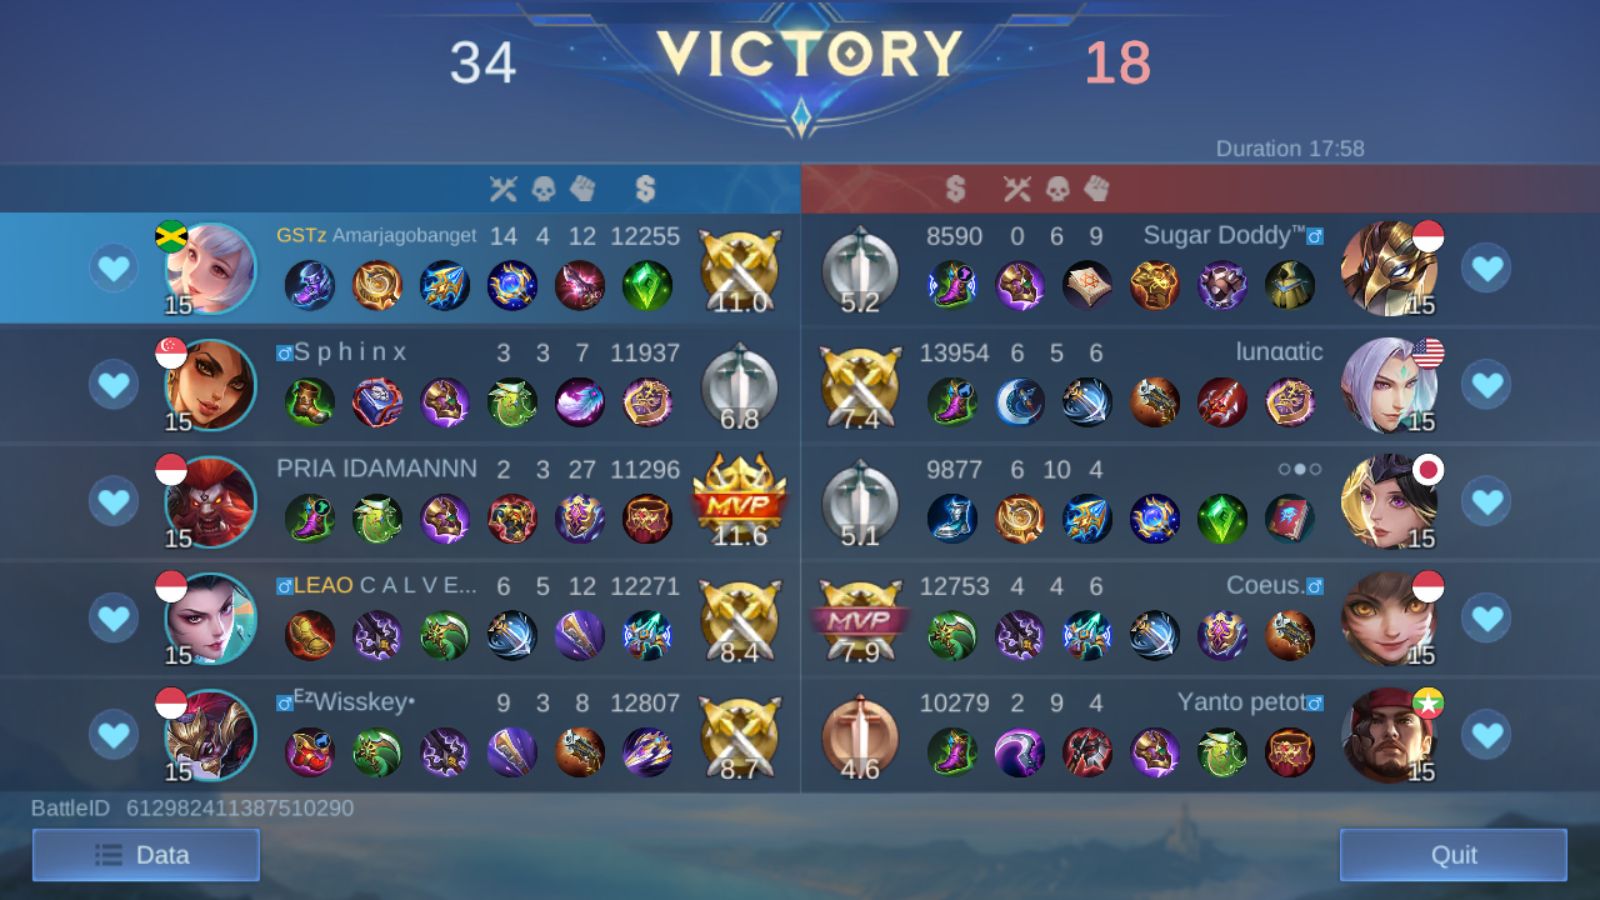 34 VICTORY 18
Duration 17:58
GSTz Amarjagobanget 14 4 12 12255
15 11.0
8590 0 6 9 Sugar Doddy™
5.2 15
S p h i n x 3 3 7 11937
15 6.8
13954 6 5 6 lunααtic
7.4 15
PRIA IDAMANNN 2 3 27 11296
15 MVP 11.6
9877 6 10 4 ○●○
5.1 15
LEAO C A L V E... 6 5 12 12271
15 8.4
12753 4 4 6 Coeus.
MVP 7.9 15
ᴱᶻWisskey• 9 3 8 12807
15 8.7
10279 2 9 4 Yanto petot
4.6 15
BattleID 612982411387510290
Data
Quit